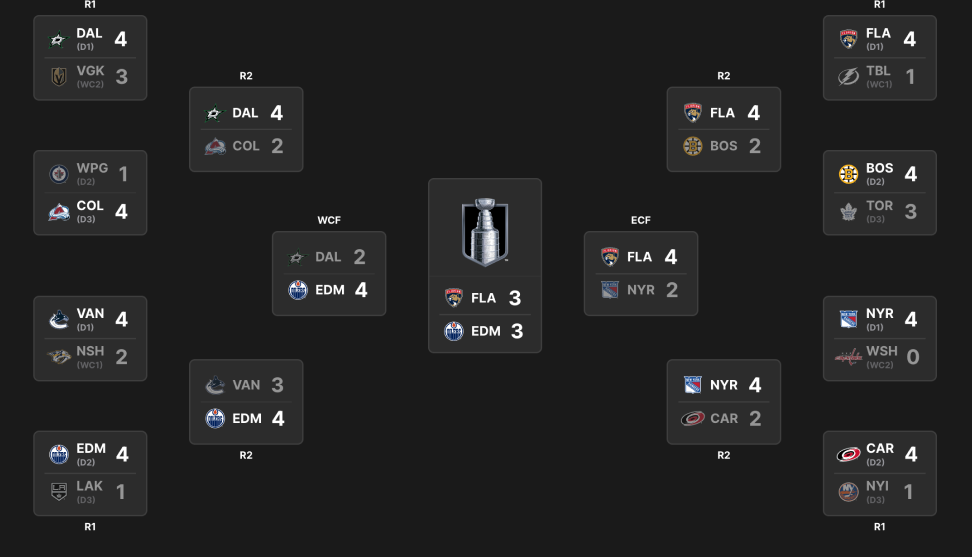 R1
DAL 4
(D1)
VGK 3
(WC2)
WPG 1
(D2)
COL 4
(D3)
VAN 4
(D1)
NSH 2
(WC1)
EDM 4
(D2)
LAK 1
(D3)
R1
R2
DAL 4
COL 2
VAN 3
EDM 4
R2
WCF
DAL 2
EDM 4
FLA 3
EDM 3
ECF
FLA 4
NYR 2
R2
FLA 4
BOS 2
NYR 4
CAR 2
R2
R1
FLA 4
(D1)
TBL 1
(WC1)
BOS 4
(D2)
TOR 3
(D3)
NYR 4
(D1)
WSH 0
(WC2)
CAR 4
(D2)
NYI 1
(D3)
R1